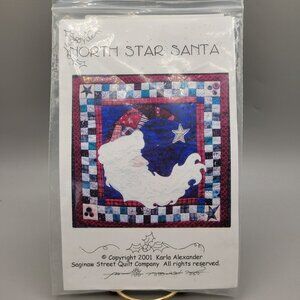 NORTH STAR SANTA
© Copyright 2001 Karla Alexander
Saginaw Street Quilt Company All rights reserved.